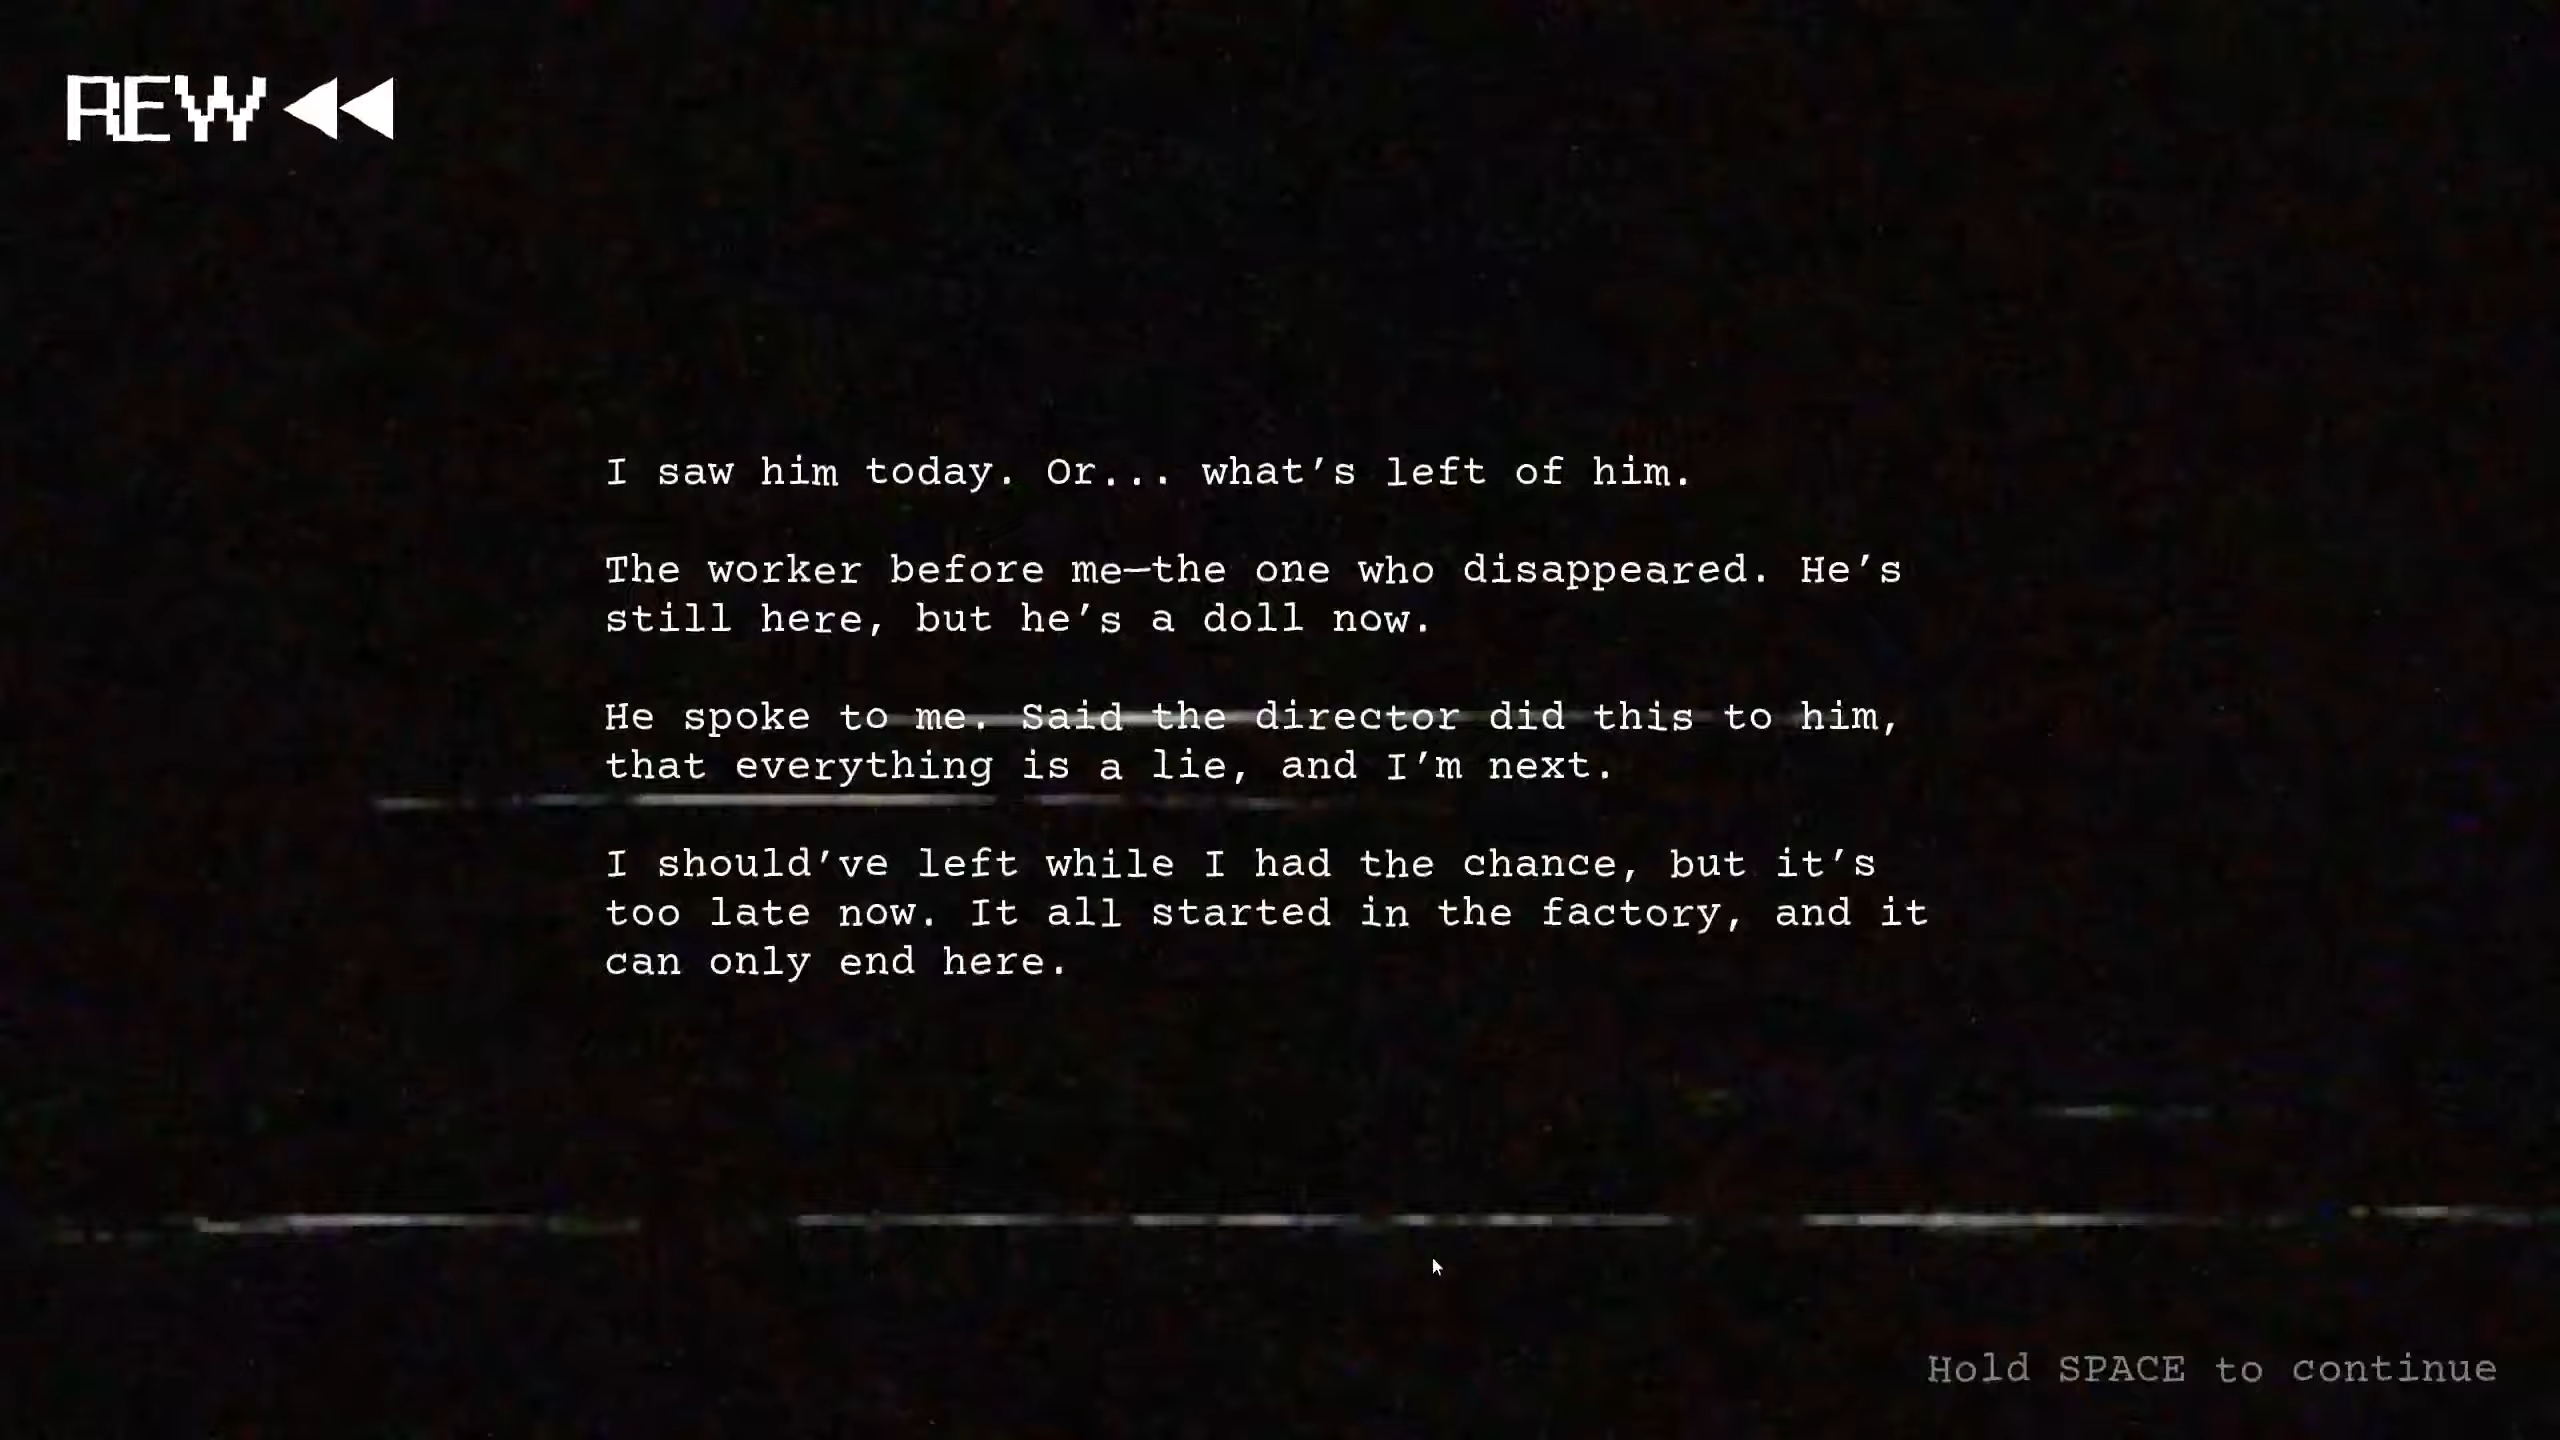 REW
I saw him today. Or... what's left of him.
The worker before me—the one who disappeared. He's
still here, but he's a doll now.
He spoke to me. Said the director did this to him,
that everything is a lie, and I'm next.
I should've left while I had the chance, but it's
too late now. It all started in the factory, and it
can only end here.
Hold SPACE to continue